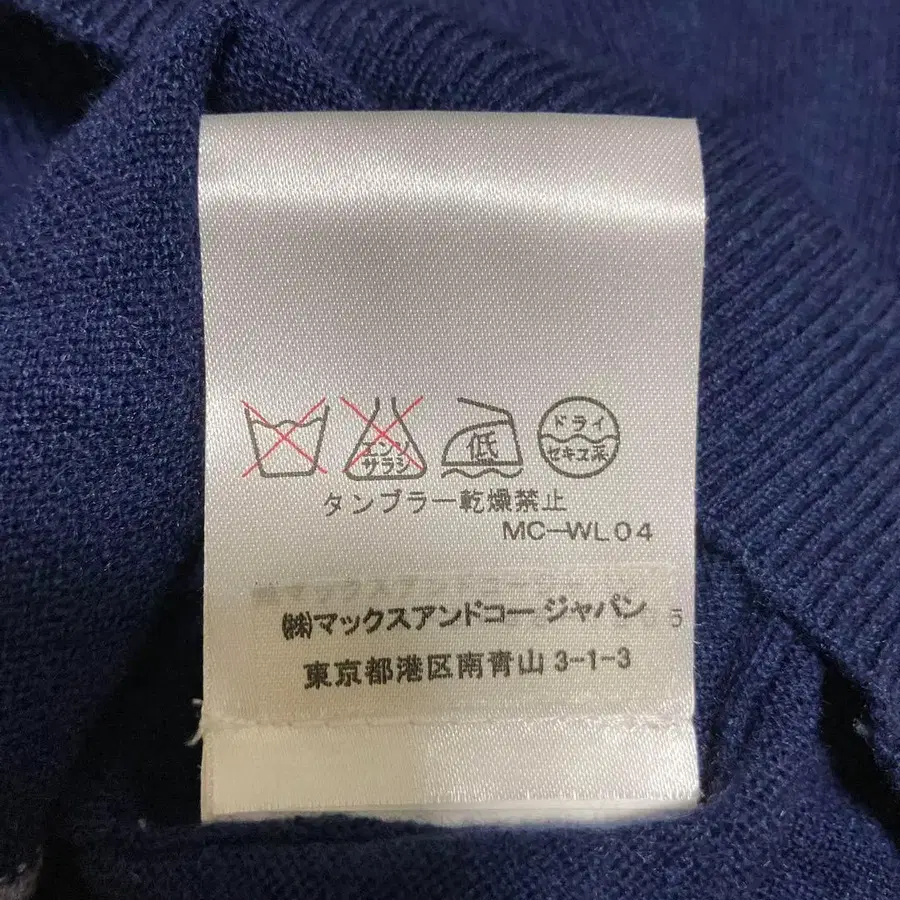 エンソ
サラシ
低
ドライ
セキユ系
タンブラー乾燥禁止
MC-WL04
(株)マックスアンドコー ジャパン
東京都港区南青山 3-1-3